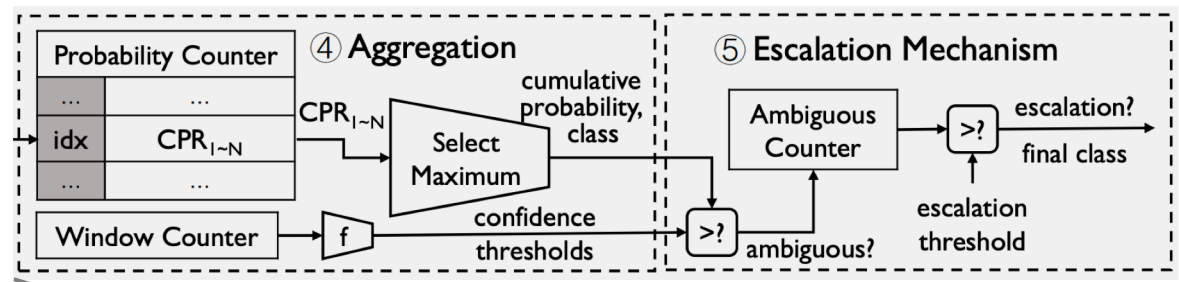 ④ Aggregation
Probability Counter
... ...
idx CPR1~N
... ...
CPR1~N
Select
Maximum
cumulative
probability,
class
Window Counter
f
confidence
thresholds
⑤ Escalation Mechanism
>?
ambiguous?
Ambiguous
Counter
>?
escalation
threshold
escalation?
final class